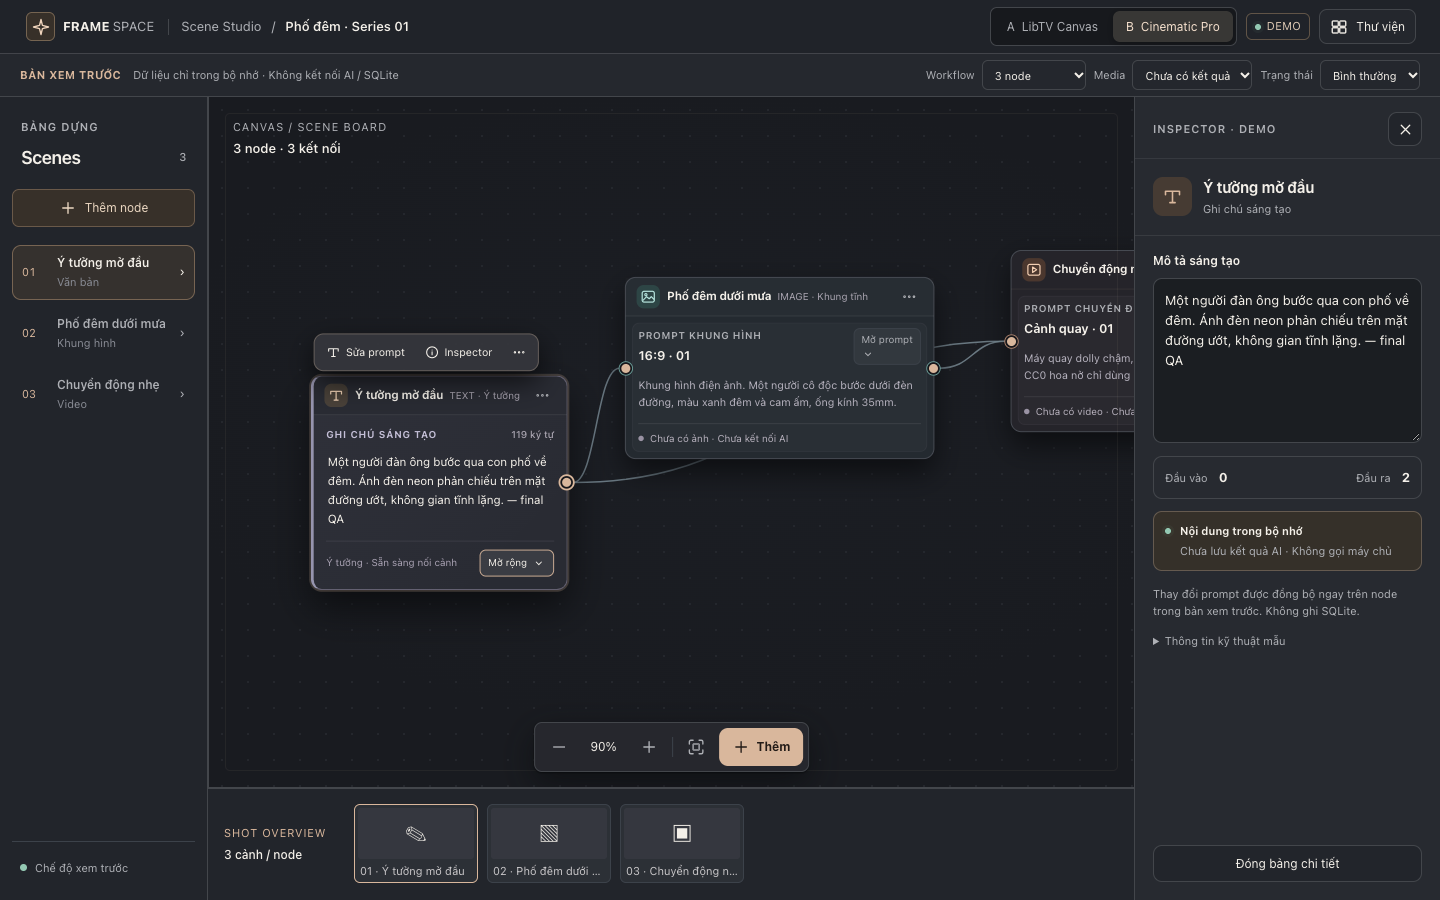 FRAME SPACE
Scene Studio / Phố đêm · Series 01
A LibTV Canvas
B Cinematic Pro
DEMO
Thư viện
BẢN XEM TRƯỚC
Dữ liệu chỉ trong bộ nhớ · Không kết nối AI / SQLite
Workflow
3 node
Media
Chưa có kết quả
Trạng thái
Bình thường
BẢNG DỰNG
Scenes
3
Thêm node
01
Ý tưởng mở đầu
Văn bản
02
Phố đêm dưới mưa
Khung hình
03
Chuyển động nhẹ
Video
Chế độ xem trước
CANVAS / SCENE BOARD
3 node · 3 kết nối
Sửa prompt
Inspector
Ý tưởng mở đầu TEXT · Ý tưởng
GHI CHÚ SÁNG TẠO
119 ký tự
Một người đàn ông bước qua con phố về
đêm. Ánh đèn neon phản chiếu trên mặt
đường ướt, không gian tĩnh lặng. — final
QA
Ý tưởng · Sẵn sàng nối cảnh
Mở rộng
Phố đêm dưới mưa IMAGE · Khung tĩnh
PROMPT KHUNG HÌNH
Mở prompt
16:9 · 01
Khung hình điện ảnh. Một người cô độc bước dưới đèn
đường, màu xanh đêm và cam ấm, ống kính 35mm.
Chưa có ảnh · Chưa kết nối AI
Chuyển động n
PROMPT CHUYỂN Đ
Cảnh quay · 01
Máy quay dolly chậm,
CC0 hoa nở chỉ dùng
Chưa có video · Chưa
90%
Thêm
SHOT OVERVIEW
3 cảnh / node
01 · Ý tưởng mở đầu
02 · Phố đêm dưới ...
03 · Chuyển động n...
INSPECTOR · DEMO
Ý tưởng mở đầu
Ghi chú sáng tạo
Mô tả sáng tạo
Một người đàn ông bước qua con phố về
đêm. Ánh đèn neon phản chiếu trên mặt
đường ướt, không gian tĩnh lặng. — final
QA
Đầu vào 0
Đầu ra 2
Nội dung trong bộ nhớ
Chưa lưu kết quả AI · Không gọi máy chủ
Thay đổi prompt được đồng bộ ngay trên node
trong bản xem trước. Không ghi SQLite.
Thông tin kỹ thuật mẫu
Đóng bảng chi tiết